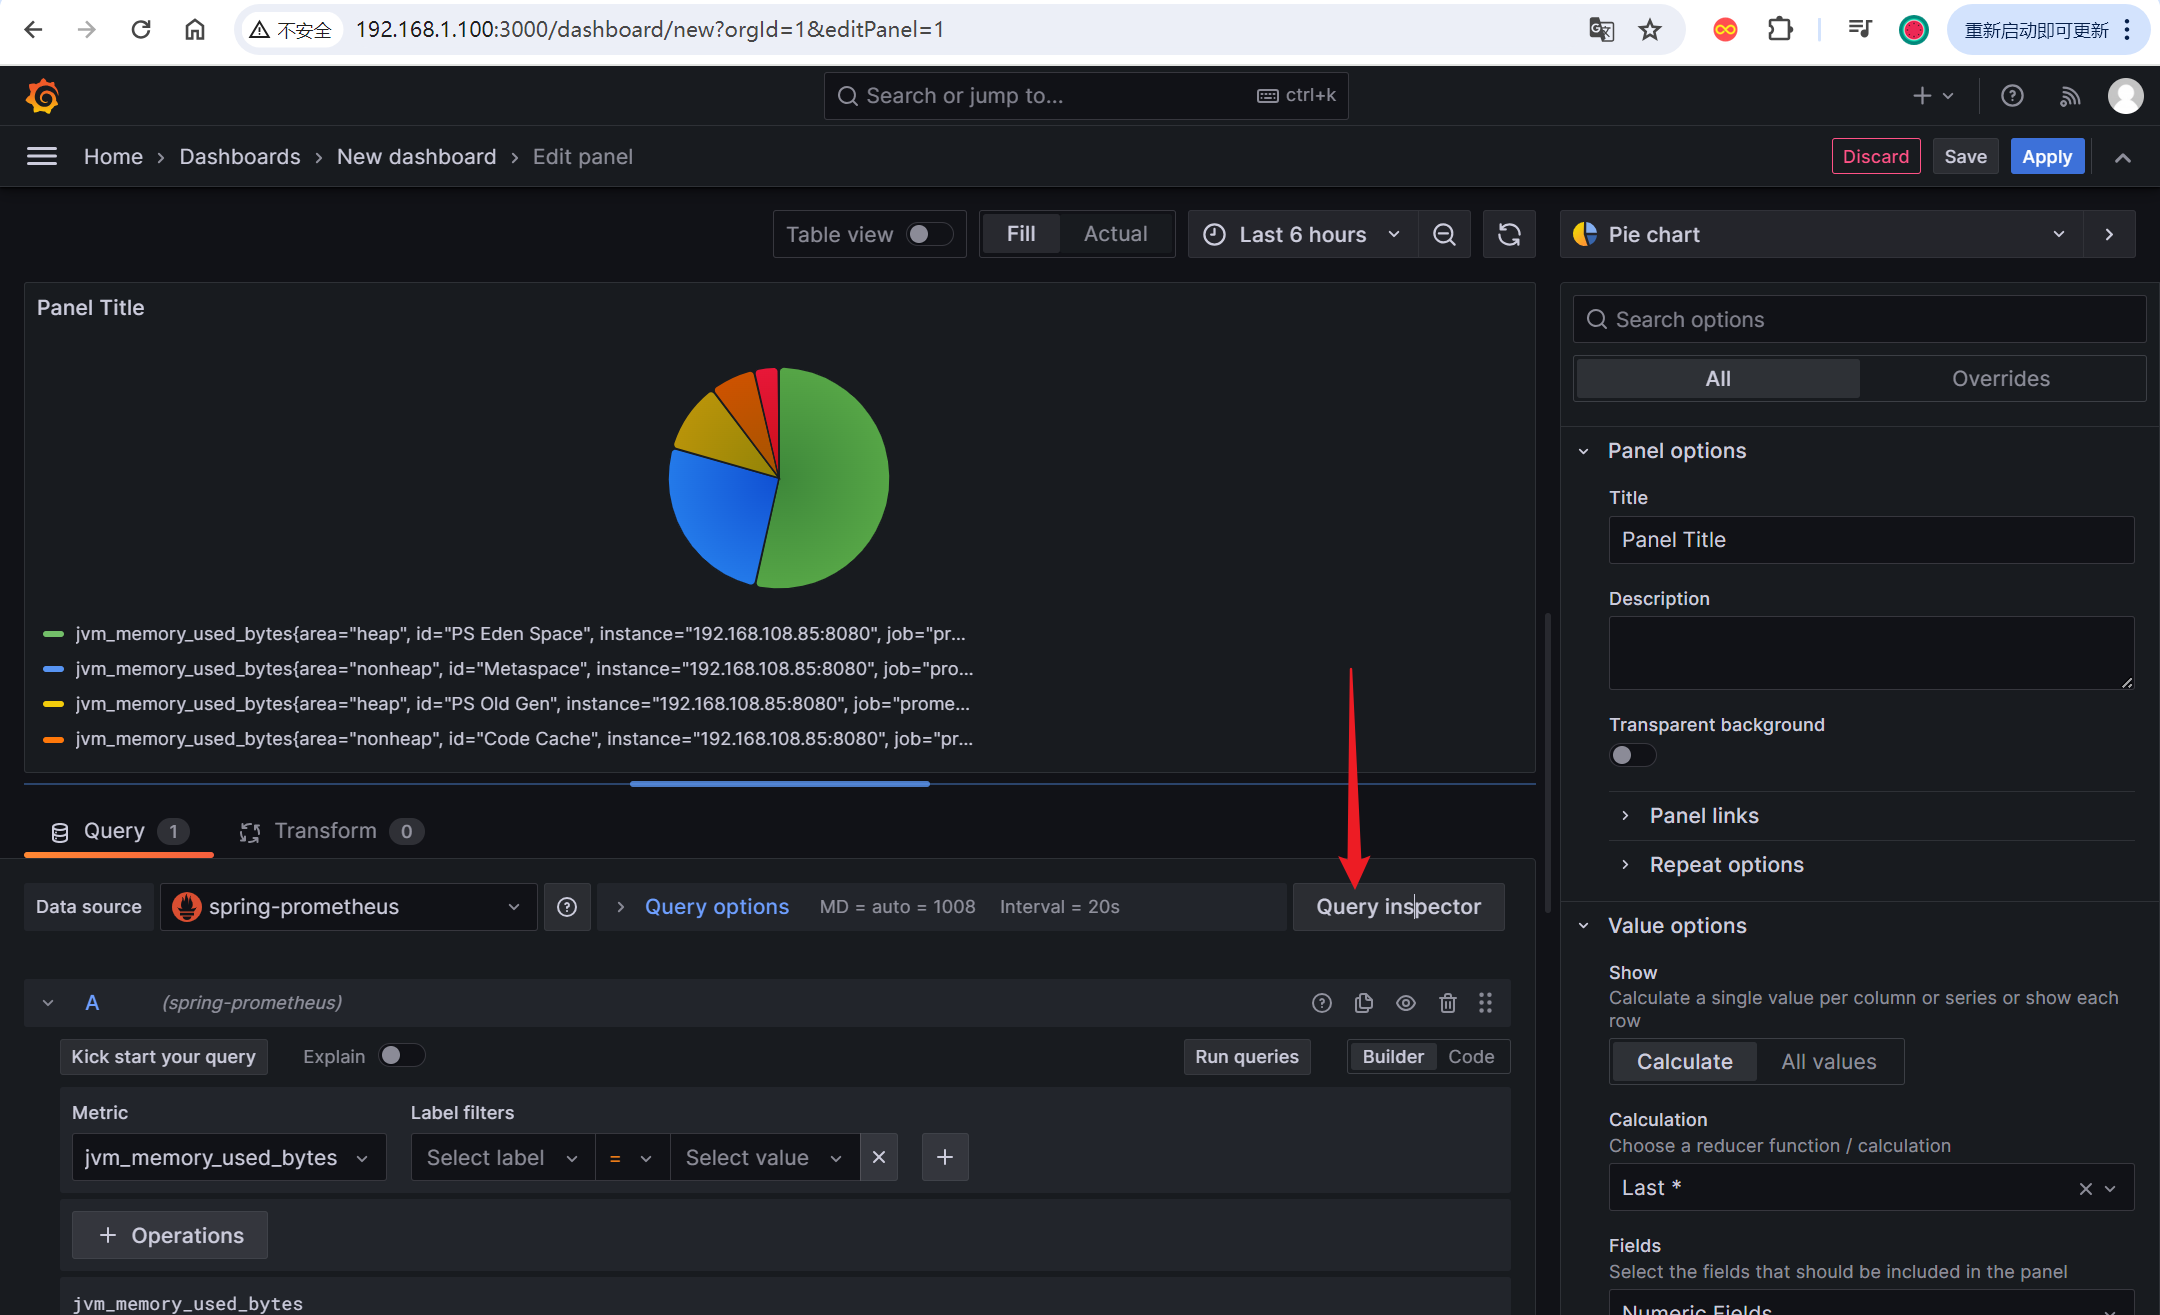 不安全
192.168.1.100:3000/dashboard/new?orgId=1&editPanel=1
重新启动即可更新
Search or jump to...
ctrl+k
Home › Dashboards › New dashboard › Edit panel
Discard
Save
Apply
Table view
Fill
Actual
Last 6 hours
Pie chart
Panel Title
jvm_memory_used_bytes{area="heap", id="PS Eden Space", instance="192.168.108.85:8080", job="pr...
jvm_memory_used_bytes{area="nonheap", id="Metaspace", instance="192.168.108.85:8080", job="pro...
jvm_memory_used_bytes{area="heap", id="PS Old Gen", instance="192.168.108.85:8080", job="prome...
jvm_memory_used_bytes{area="nonheap", id="Code Cache", instance="192.168.108.85:8080", job="pr...
Query 1
Transform 0
Data source
spring-prometheus
Query options
MD = auto = 1008
Interval = 20s
Query inspector
A
(spring-prometheus)
Kick start your query
Explain
Run queries
Builder
Code
Metric
Label filters
jvm_memory_used_bytes
Select label
=
Select value
+ Operations
jvm_memory_used_bytes
Search options
All
Overrides
Panel options
Title
Panel Title
Description
Transparent background
Panel links
Repeat options
Value options
Show
Calculate a single value per column or series or show each
row
Calculate
All values
Calculation
Choose a reducer function / calculation
Last *
Fields
Select the fields that should be included in the panel
Numeric Fields